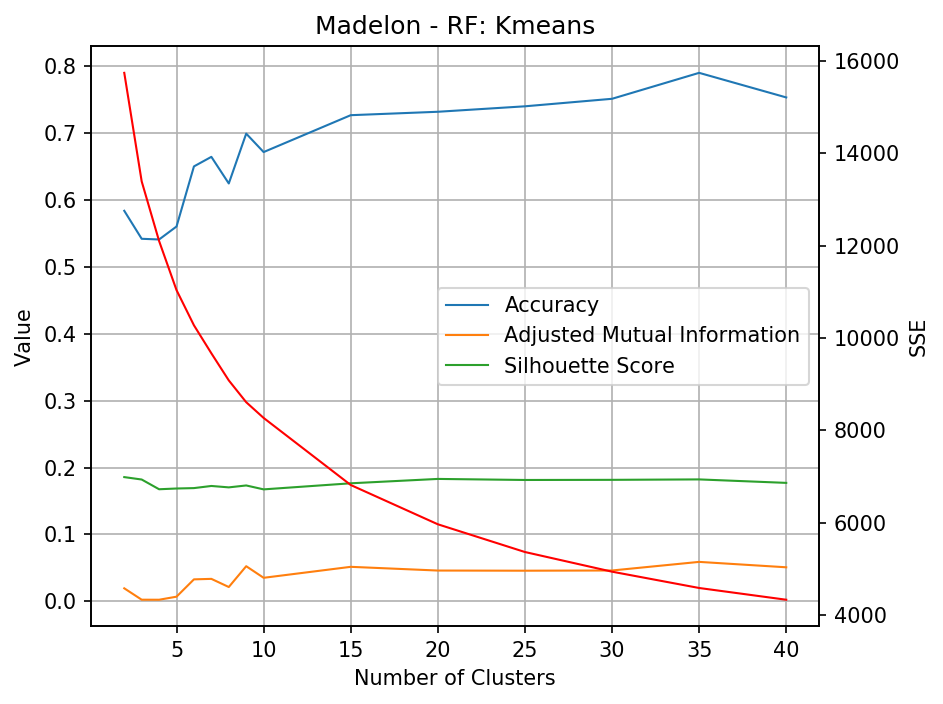 Madelon - RF: Kmeans
0.8
0.7
0.6
0.5
0.4
0.3
0.2
0.1
0.0
Value
16000
14000
12000
10000
8000
6000
4000
SSE
Accuracy
Adjusted Mutual Information
Silhouette Score
5 10 15 20 25 30 35 40
Number of Clusters